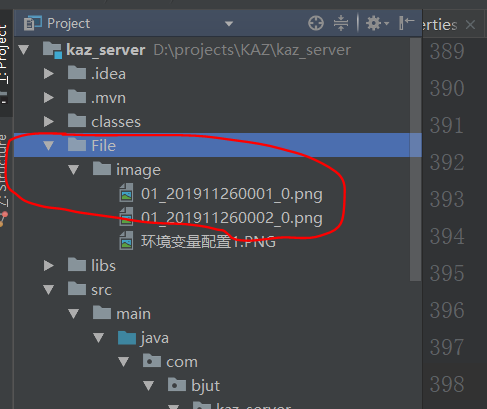 Project
erties
1: Project
Z: Structure
kaz_server D:\projects\KAZ\kaz_server
.idea
.mvn
classes
File
image
01_201911260001_0.png
01_201911260002_0.png
环境变量配置1.PNG
libs
src
main
java
com
bjut
kaz_server
389
390
391
392
393
394
395
396
397
398